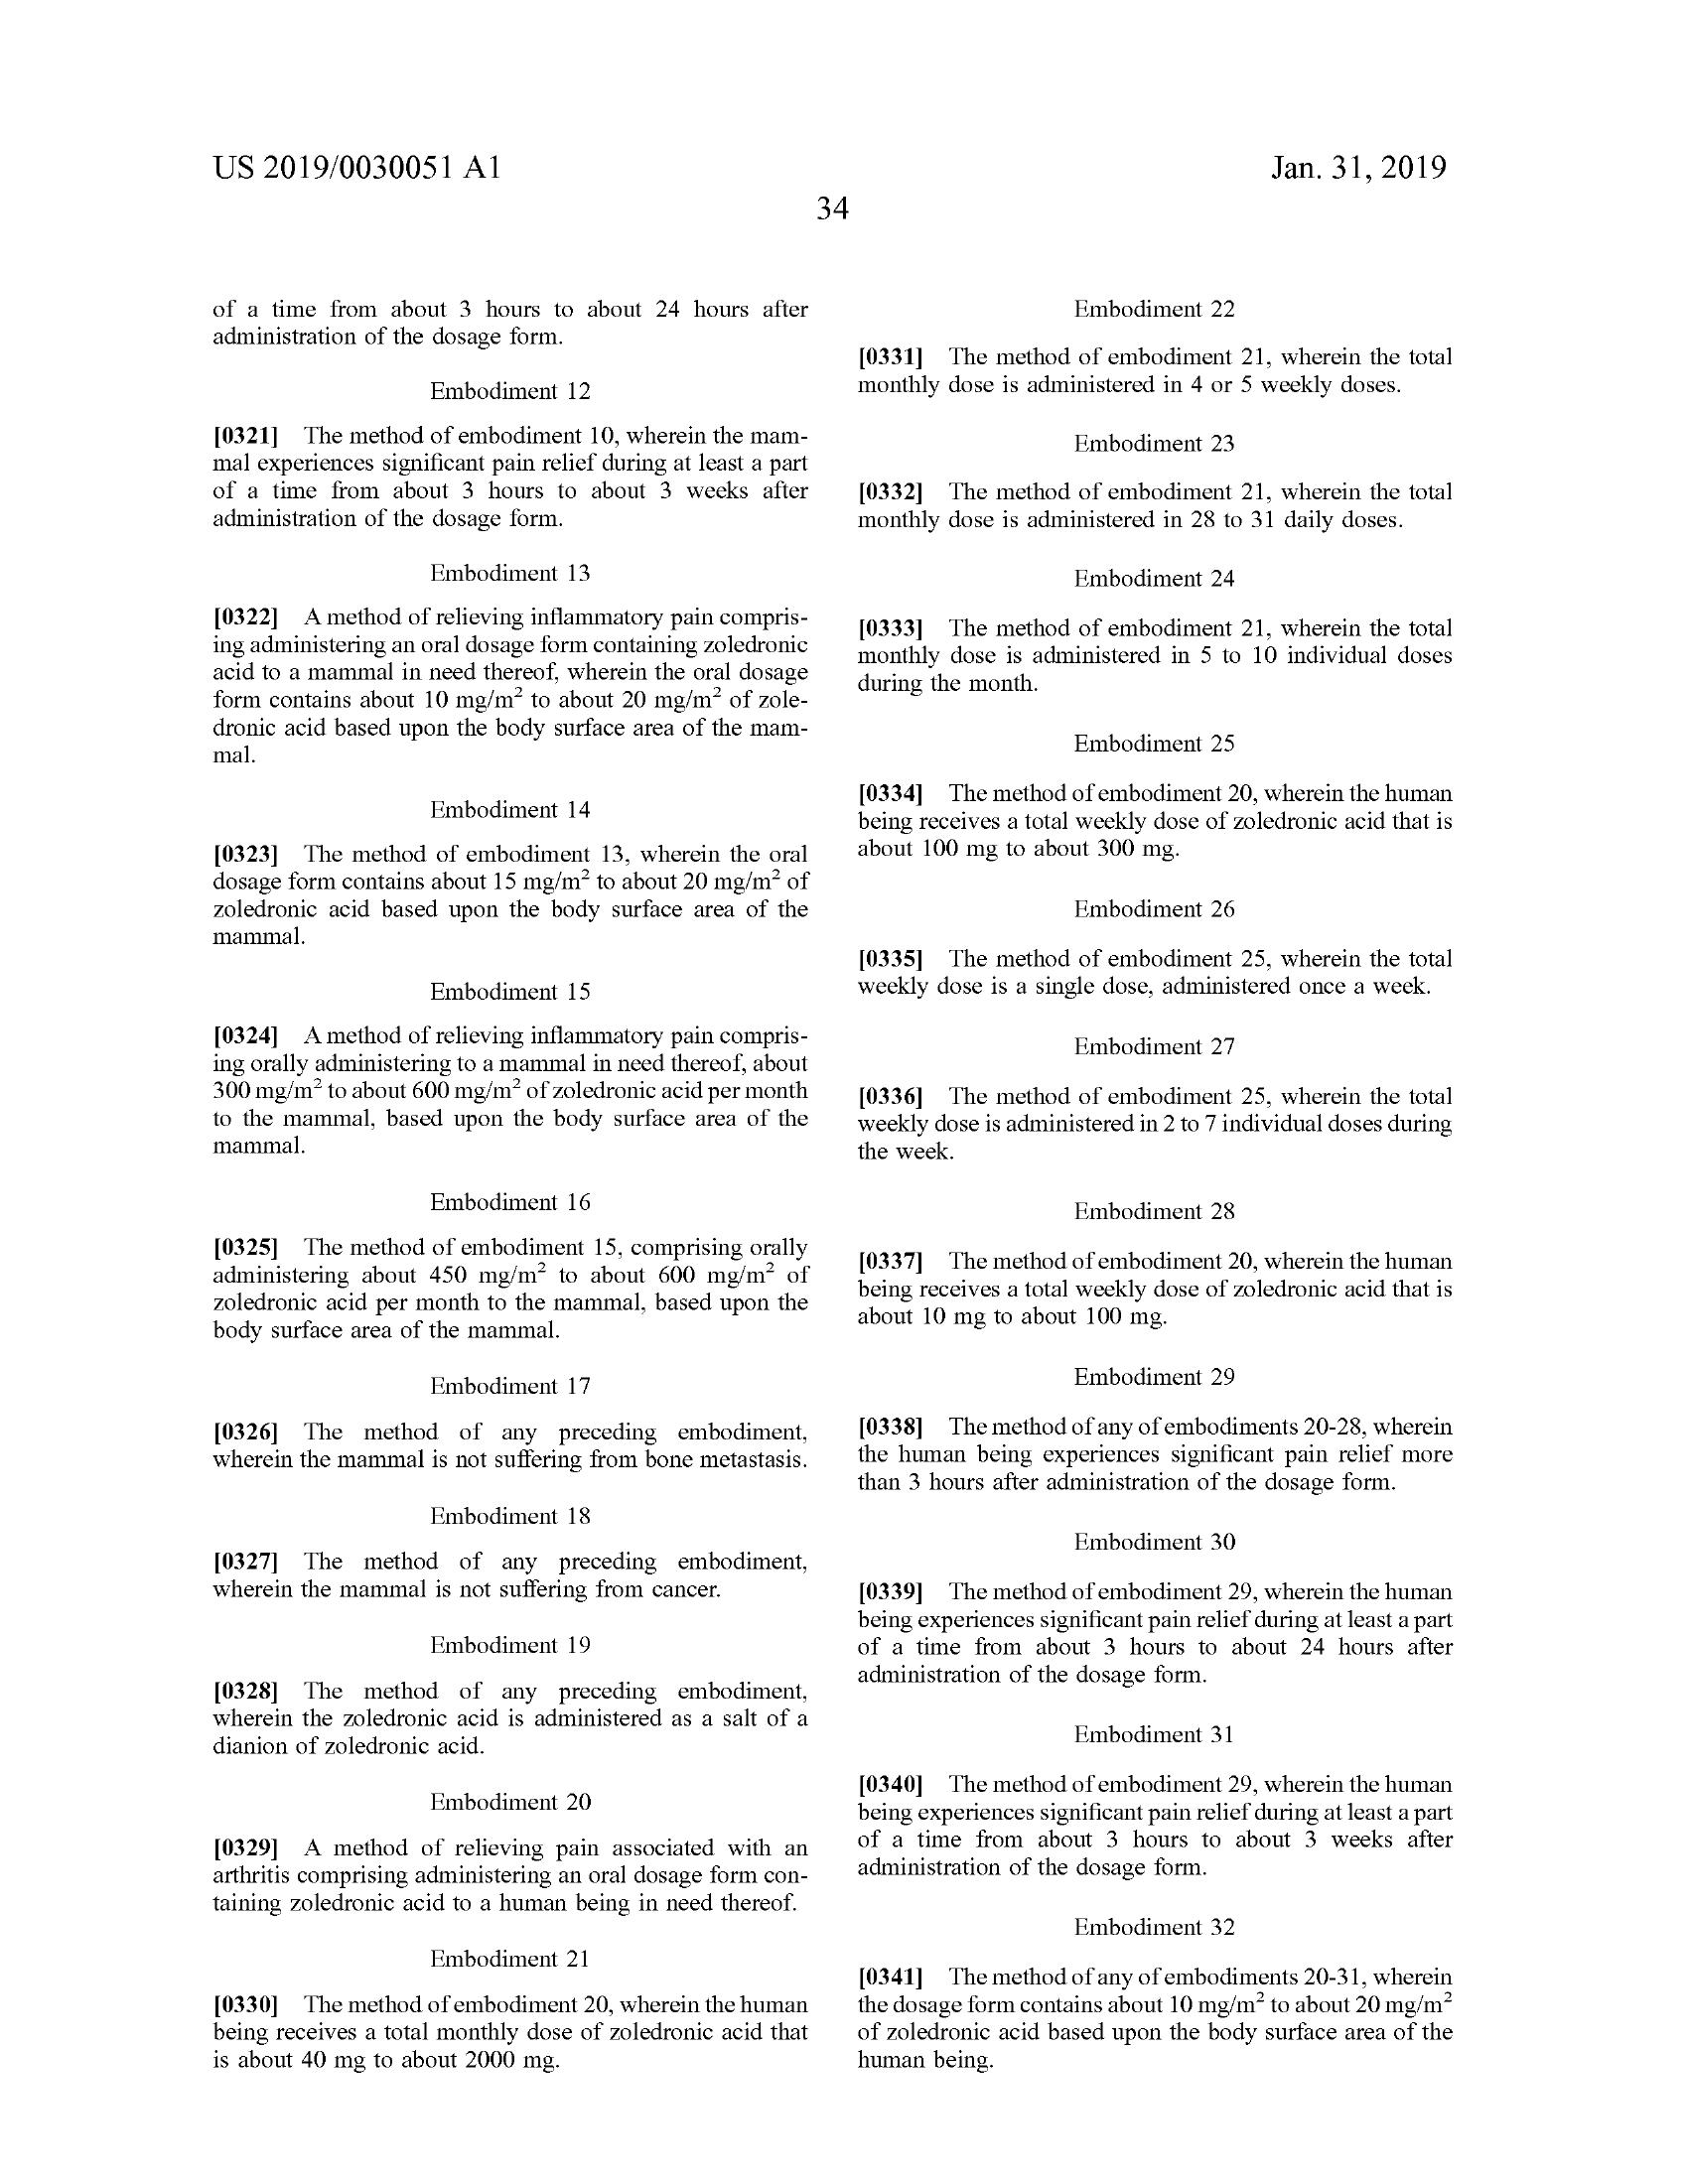 US 2019/0030051 A1
Jan. 31, 2019
34
of a time from about 3 hours to about 24 hours after
administration of the dosage form.
Embodiment 12
[0321] The method of embodiment 10, wherein the mam-
mal experiences significant pain relief during at least a part
of a time from about 3 hours to about 3 weeks after
administration of the dosage form.
Embodiment 13
[0322] A method of relieving inflammatory pain compris-
ing administering an oral dosage form containing zoledronic
acid to a mammal in need thereof, wherein the oral dosage
form contains about 10 mg/m² to about 20 mg/m² of zole-
dronic acid based upon the body surface area of the mam-
mal.
Embodiment 14
[0323] The method of embodiment 13, wherein the oral
dosage form contains about 15 mg/m² to about 20 mg/m² of
zoledronic acid based upon the body surface area of the
mammal.
Embodiment 15
[0324] A method of relieving inflammatory pain compris-
ing orally administering to a mammal in need thereof, about
300 mg/m² to about 600 mg/m² of zoledronic acid per month
to the mammal, based upon the body surface area of the
mammal.
Embodiment 16
[0325] The method of embodiment 15, comprising orally
administering about 450 mg/m² to about 600 mg/m² of
zoledronic acid per month to the mammal, based upon the
body surface area of the mammal.
Embodiment 17
[0326] The method of any preceding embodiment,
wherein the mammal is not suffering from bone metastasis.
Embodiment 18
[0327] The method of any preceding embodiment,
wherein the mammal is not suffering from cancer.
Embodiment 19
[0328] The method of any preceding embodiment,
wherein the zoledronic acid is administered as a salt of a
dianion of zoledronic acid.
Embodiment 20
[0329] A method of relieving pain associated with an
arthritis comprising administering an oral dosage form con-
taining zoledronic acid to a human being in need thereof.
Embodiment 21
[0330] The method of embodiment 20, wherein the human
being receives a total monthly dose of zoledronic acid that
is about 40 mg to about 2000 mg.
Embodiment 22
[0331] The method of embodiment 21, wherein the total
monthly dose is administered in 4 or 5 weekly doses.
Embodiment 23
[0332] The method of embodiment 21, wherein the total
monthly dose is administered in 28 to 31 daily doses.
Embodiment 24
[0333] The method of embodiment 21, wherein the total
monthly dose is administered in 5 to 10 individual doses
during the month.
Embodiment 25
[0334] The method of embodiment 20, wherein the human
being receives a total weekly dose of zoledronic acid that is
about 100 mg to about 300 mg.
Embodiment 26
[0335] The method of embodiment 25, wherein the total
weekly dose is a single dose, administered once a week.
Embodiment 27
[0336] The method of embodiment 25, wherein the total
weekly dose is administered in 2 to 7 individual doses during
the week.
Embodiment 28
[0337] The method of embodiment 20, wherein the human
being receives a total weekly dose of zoledronic acid that is
about 10 mg to about 100 mg.
Embodiment 29
[0338] The method of any of embodiments 20-28, wherein
the human being experiences significant pain relief more
than 3 hours after administration of the dosage form.
Embodiment 30
[0339] The method of embodiment 29, wherein the human
being experiences significant pain relief during at least a part
of a time from about 3 hours to about 24 hours after
administration of the dosage form.
Embodiment 31
[0340] The method of embodiment 29, wherein the human
being experiences significant pain relief during at least a part
of a time from about 3 hours to about 3 weeks after
administration of the dosage form.
Embodiment 32
[0341] The method of any of embodiments 20-31, wherein
the dosage form contains about 10 mg/m² to about 20 mg/m²
of zoledronic acid based upon the body surface area of the
human being.